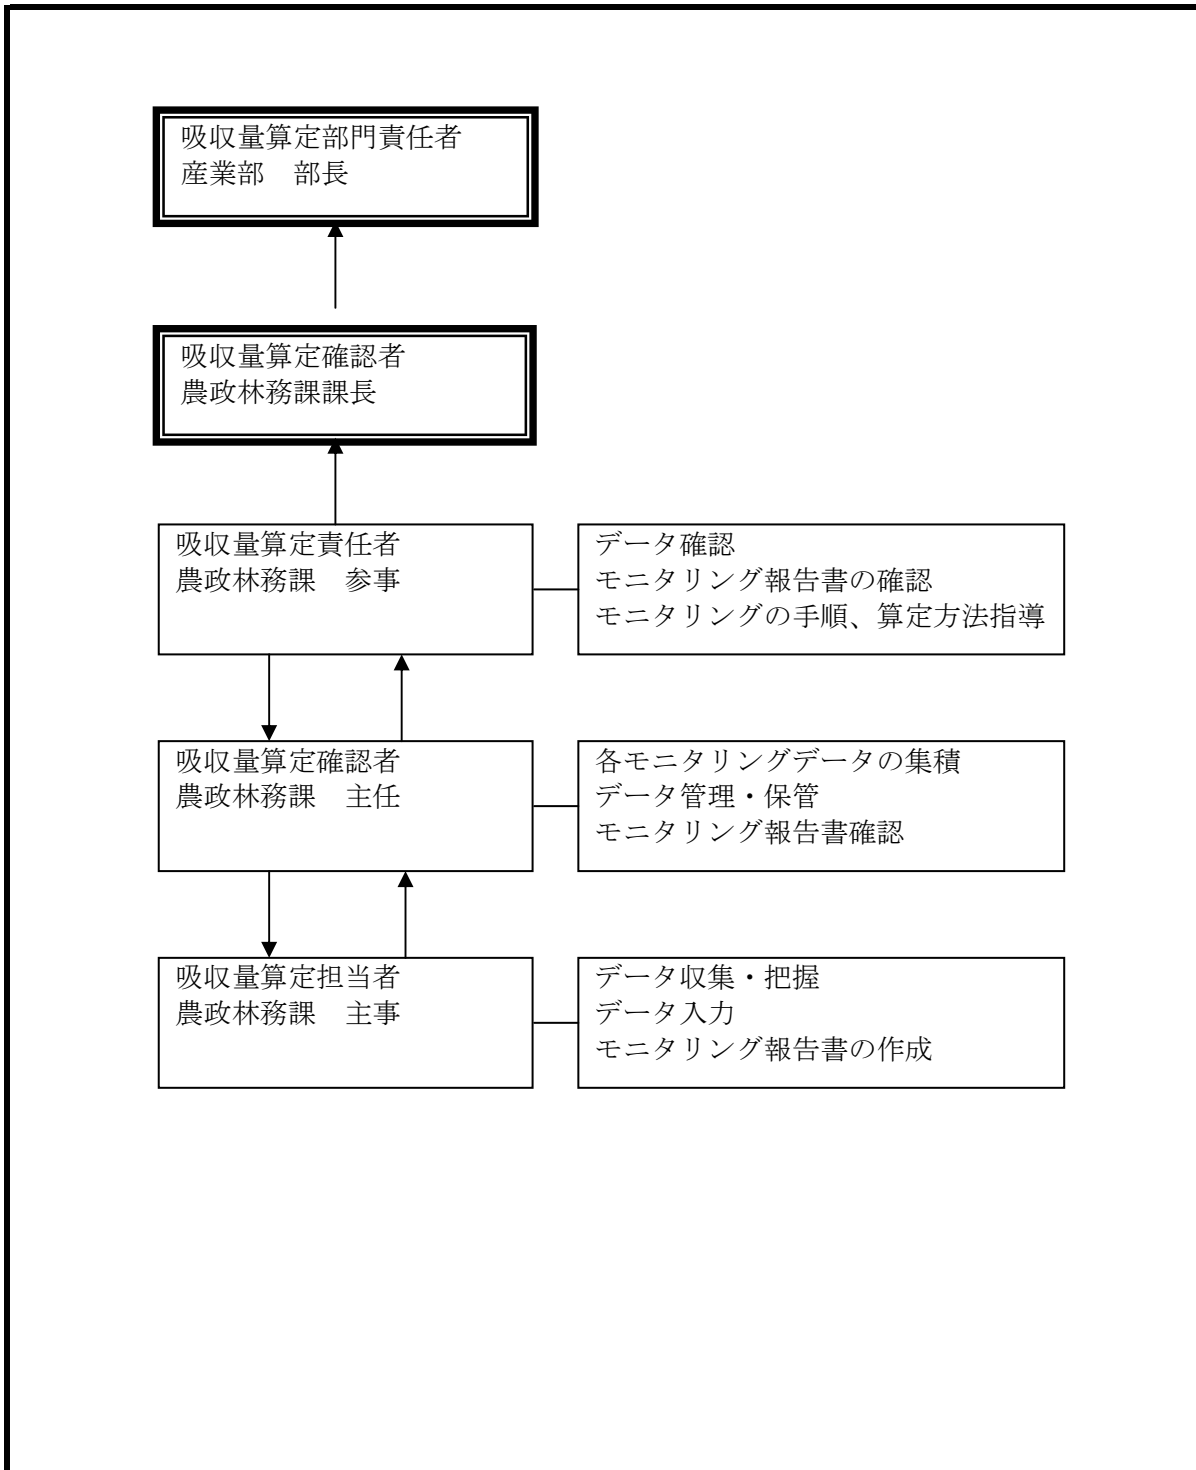 吸収量算定部門責任者
産業部　部長
吸収量算定確認者
農政林務課課長
吸収量算定責任者
農政林務課　参事
データ確認
モニタリング報告書の確認
モニタリングの手順、算定方法指導
吸収量算定確認者
農政林務課　主任
各モニタリングデータの集積
データ管理・保管
モニタリング報告書確認
吸収量算定担当者
農政林務課　主事
データ収集・把握
データ入力
モニタリング報告書の作成